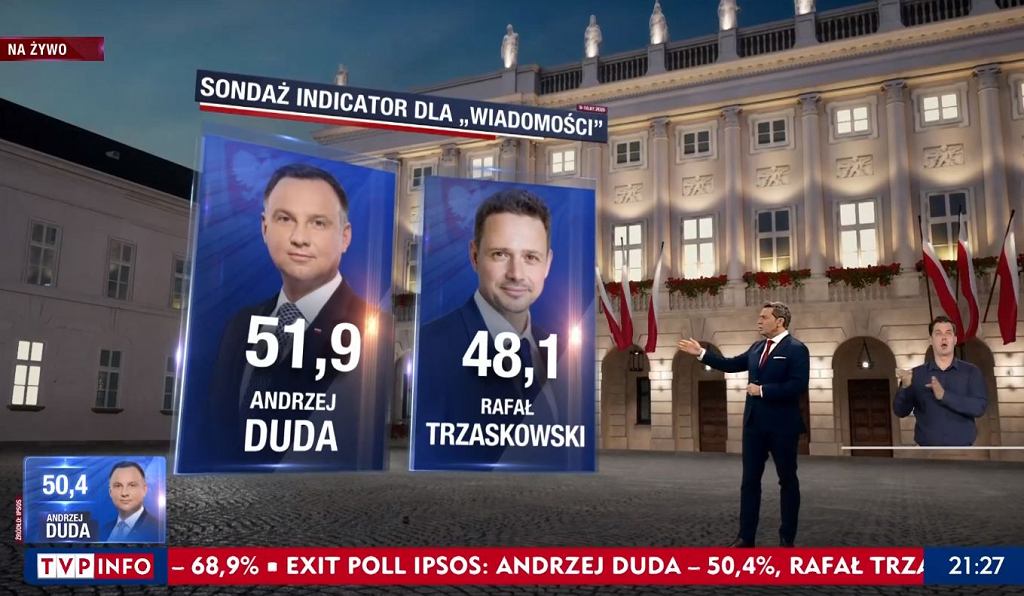 NA ŻYWO
SONDAŻ INDICATOR DLA „WIADOMOŚCI”
51,9
ANDRZEJ
DUDA
48,1
RAFAŁ
TRZASKOWSKI
50,4
ANDRZEJ
DUDA
ŹRÓDŁO: IPSOS
TVP INFO
– 68,9% ■ EXIT POLL IPSOS: ANDRZEJ DUDA – 50,4%, RAFAŁ TRZA
21:27